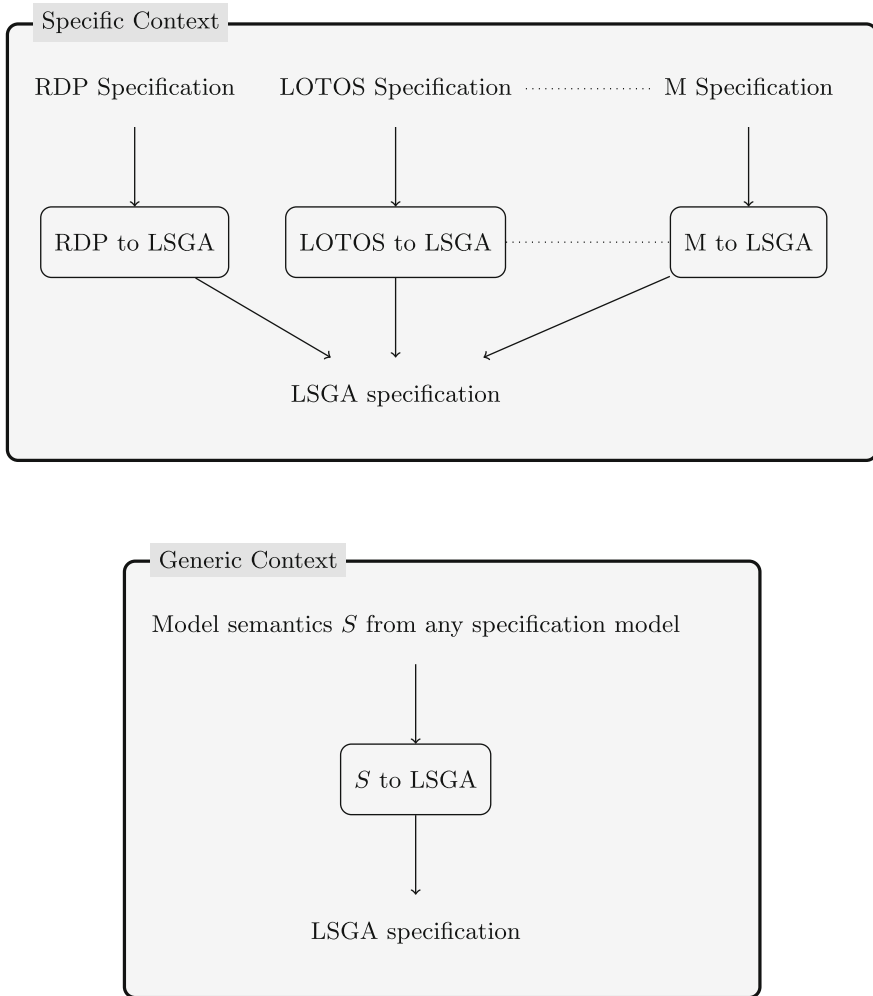 Specific Context
RDP Specification LOTOS Specification M Specification
RDP to LSGA LOTOS to LSGA M to LSGA
LSGA specification
Generic Context
Model semantics S from any specification model
S to LSGA
LSGA specification